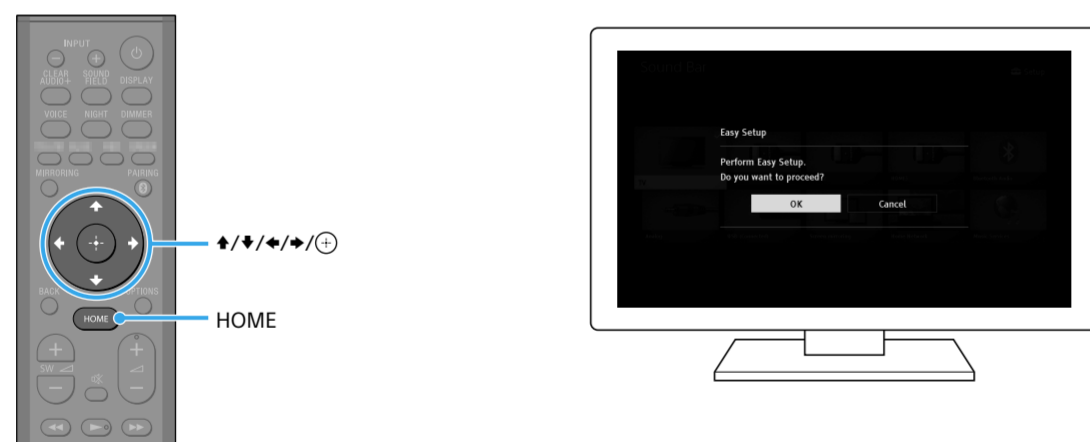 INPUT
CLEAR AUDIO+
SOUND FIELD
DISPLAY
VOICE
NIGHT
DIMMER
MIRRORING
PAIRING
BACK
OPTIONS
HOME
SW
/ / / /
HOME
Sound Bar
Setup
Easy Setup
Perform Easy Setup.
Do you want to proceed?
OK
Cancel